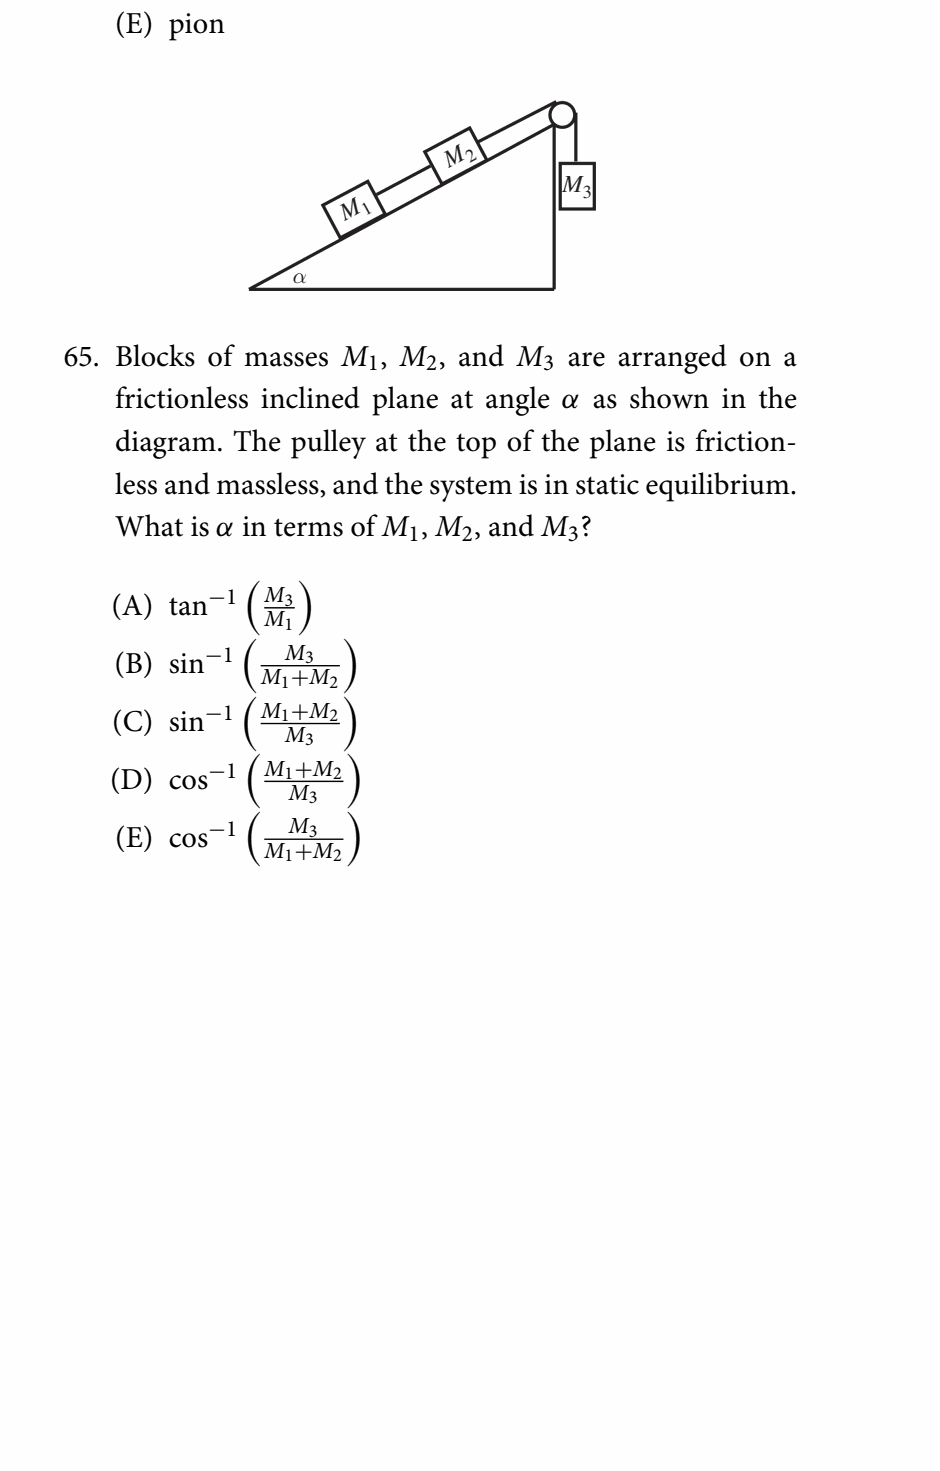 (E) pion
M₂
M₃
M₁
α
65. Blocks of masses M₁, M₂, and M₃ are arranged on a
frictionless inclined plane at angle α as shown in the
diagram. The pulley at the top of the plane is friction-
less and massless, and the system is in static equilibrium.
What is α in terms of M₁, M₂, and M₃?
(A) tan⁻¹ (M₃/M₁)
(B) sin⁻¹ (M₃/(M₁+M₂))
(C) sin⁻¹ ((M₁+M₂)/M₃)
(D) cos⁻¹ ((M₁+M₂)/M₃)
(E) cos⁻¹ (M₃/(M₁+M₂))